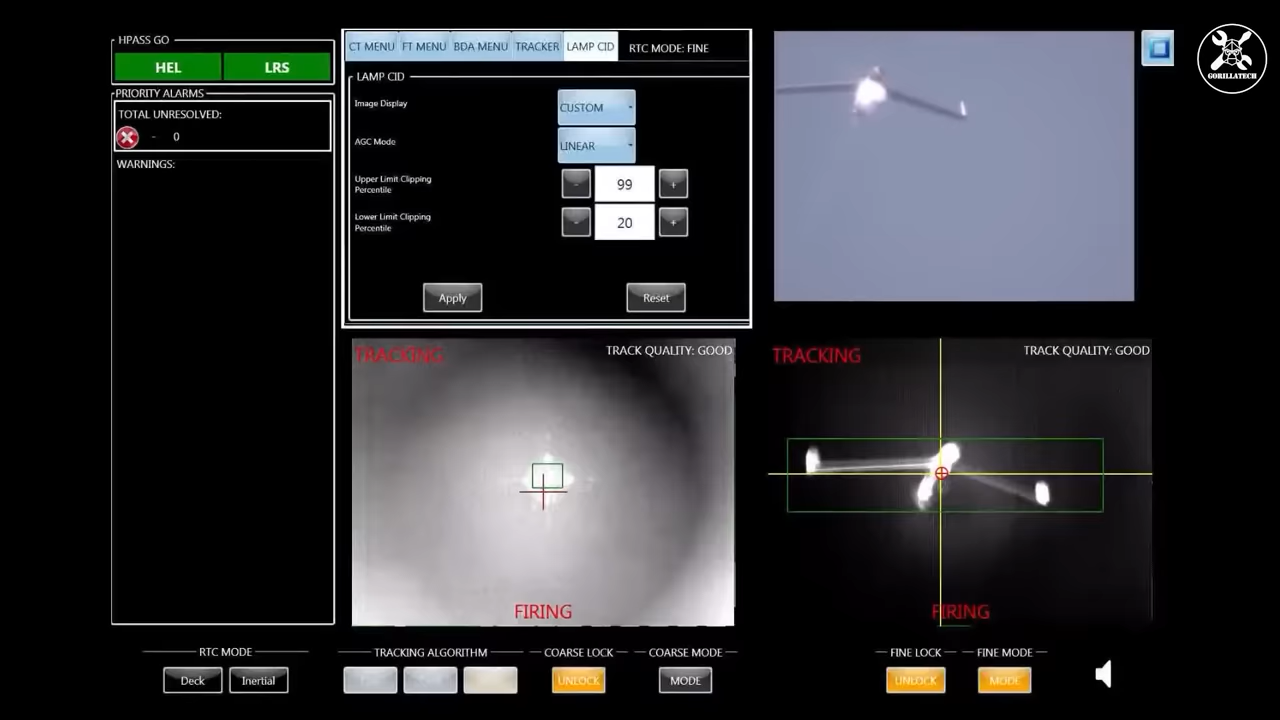 HPASS GO
HEL LRS
PRIORITY ALARMS
TOTAL UNRESOLVED:
- 0
WARNINGS:
CT MENU FT MENU BDA MENU TRACKER LAMP CID RTC MODE: FINE
LAMP CID
Image Display CUSTOM
AGC Mode LINEAR
Upper Limit Clipping
Percentile
- 99 +
Lower Limit Clipping
Percentile
- 20 +
Apply Reset
GORILLATECH
TRACKING TRACK QUALITY: GOOD
FIRING
TRACKING TRACK QUALITY: GOOD
FIRING
RTC MODE
Deck Inertial
TRACKING ALGORITHM
COARSE LOCK
UNLOCK
COARSE MODE
MODE
FINE LOCK
UNLOCK
FINE MODE
MODE